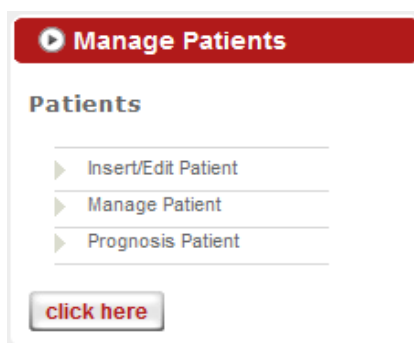 Manage Patients
Patients
Insert/Edit Patient
Manage Patient
Prognosis Patient
click here